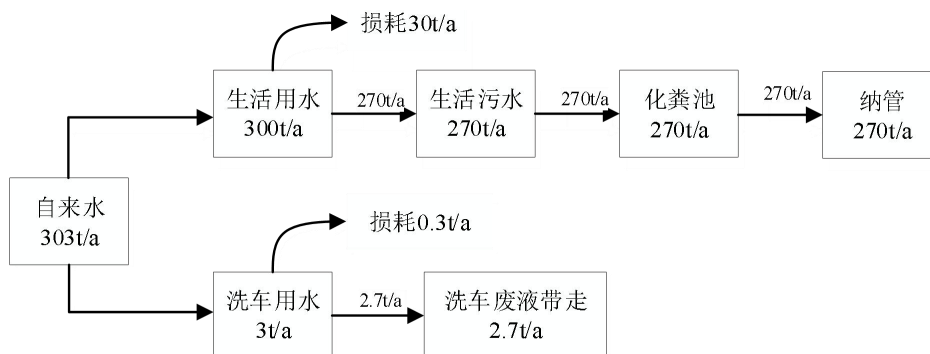 损耗30t/a
生活用水
300t/a
270t/a
生活污水
270t/a
270t/a
化粪池
270t/a
270t/a
纳管
270t/a
自来水
303t/a
损耗0.3t/a
洗车用水
3t/a
2.7t/a
洗车废液带走
2.7t/a